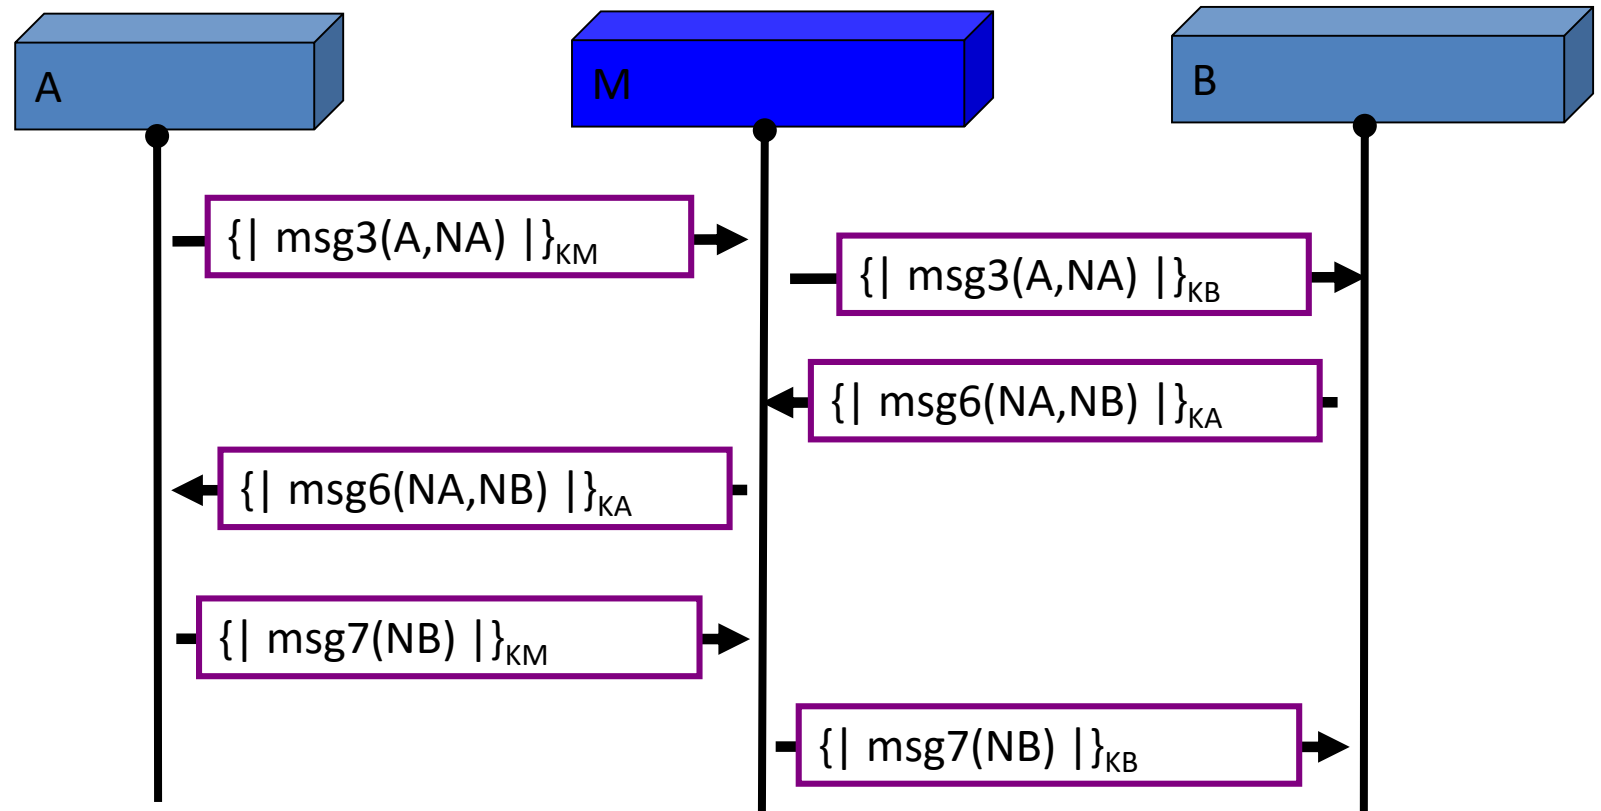 A
M
B
{| msg3(A,NA) |}KM
{| msg3(A,NA) |}KB
{| msg6(NA,NB) |}KA
{| msg6(NA,NB) |}KA
{| msg7(NB) |}KM
{| msg7(NB) |}KB